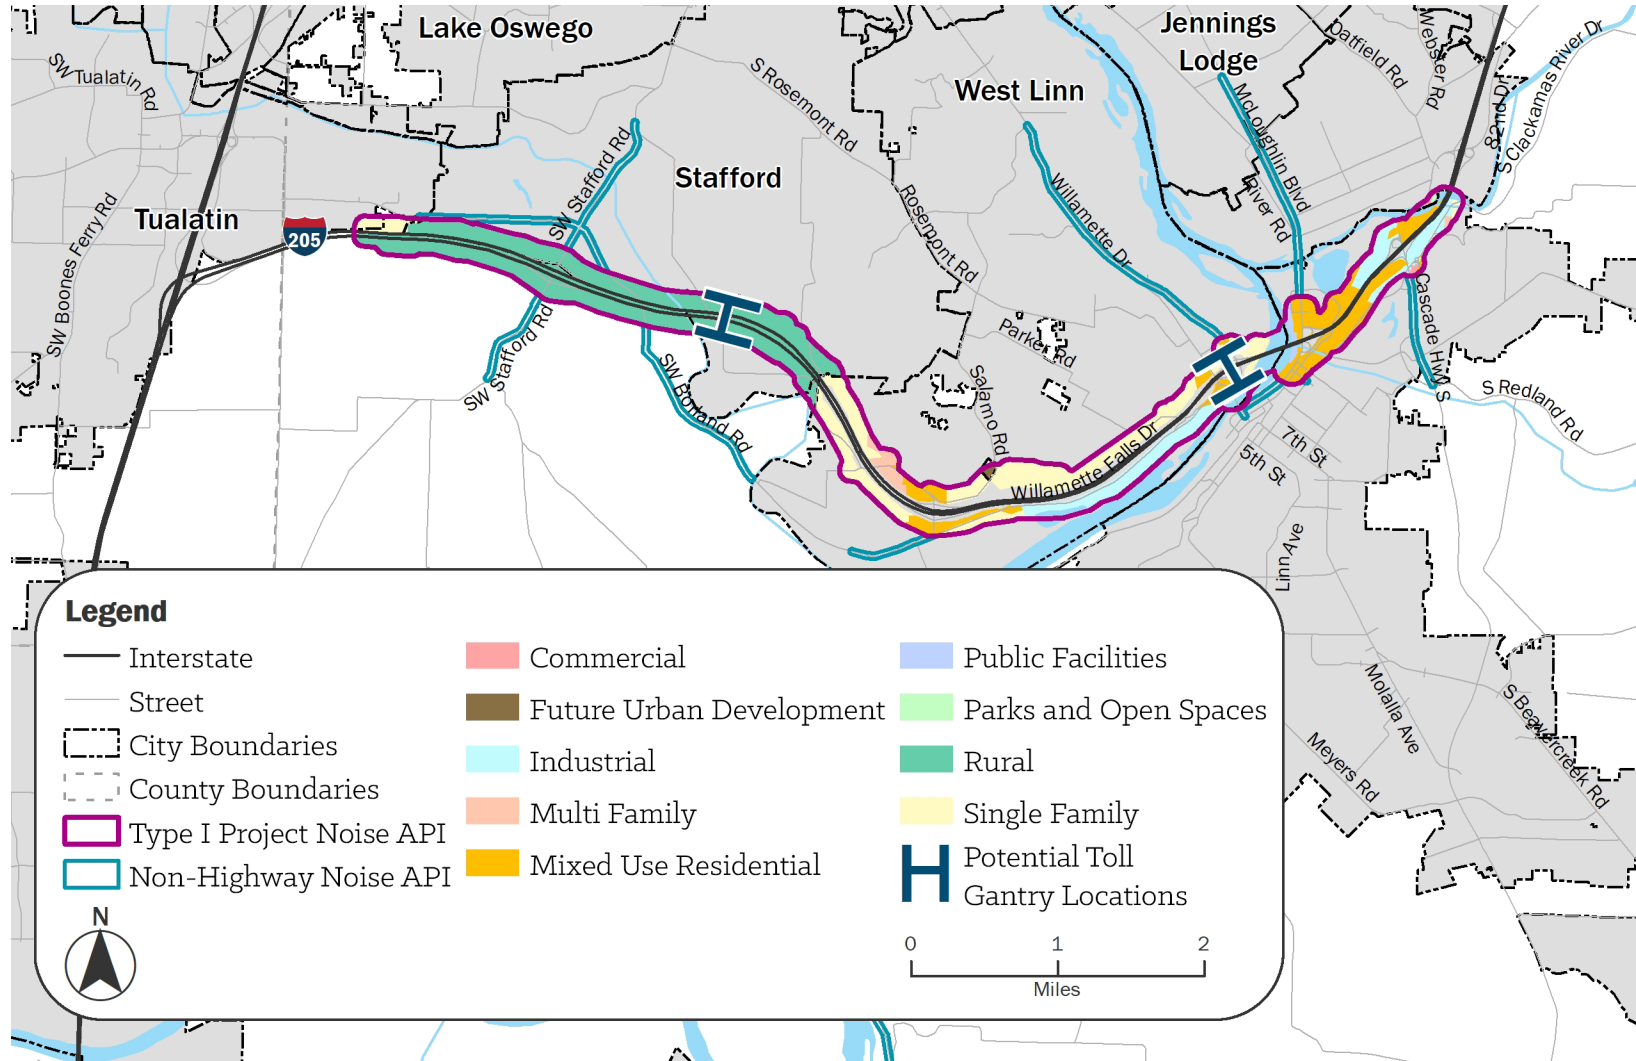 Lake Oswego
Jennings
Lodge
West Linn
Stafford
Tualatin
205
SW Tualatin Rd
SW Boones Ferry Rd
SW Stafford Rd
SW Stafford Rd
SW Borland Rd
S Rosemont Rd
Rosemont Rd
Parker Rd
Salamo Rd
Willamette Dr
Willamette Falls Dr
McLoughlin Blvd
River Rd
Oatfield Rd
Webster Rd
82nd Dr
S Clackamas River Dr
Cascade Hwy S
S Redland Rd
7th St
5th St
Linn Ave
Molalla Ave
Meyers Rd
S Beavercreek Rd
Legend
Interstate
Street
City Boundaries
County Boundaries
Type I Project Noise API
Non-Highway Noise API
N
Commercial
Future Urban Development
Industrial
Multi Family
Mixed Use Residential
Public Facilities
Parks and Open Spaces
Rural
Single Family
Potential Toll
Gantry Locations
0 1 2
Miles